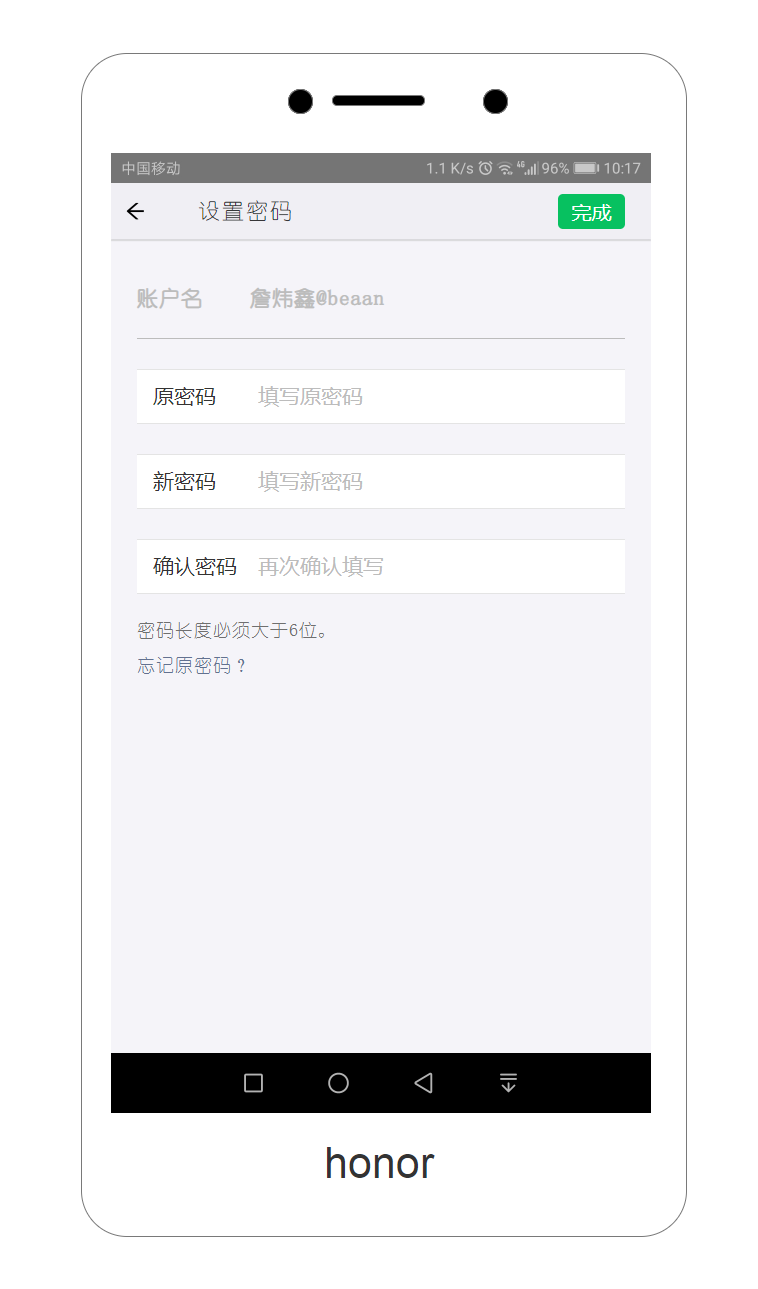 中国移动 1.1 K/s 4G 96% 10:17
设置密码 完成
账户名 詹炜鑫@beaan
原密码 填写原密码
新密码 填写新密码
确认密码 再次确认填写
密码长度必须大于6位。
忘记原密码？
honor